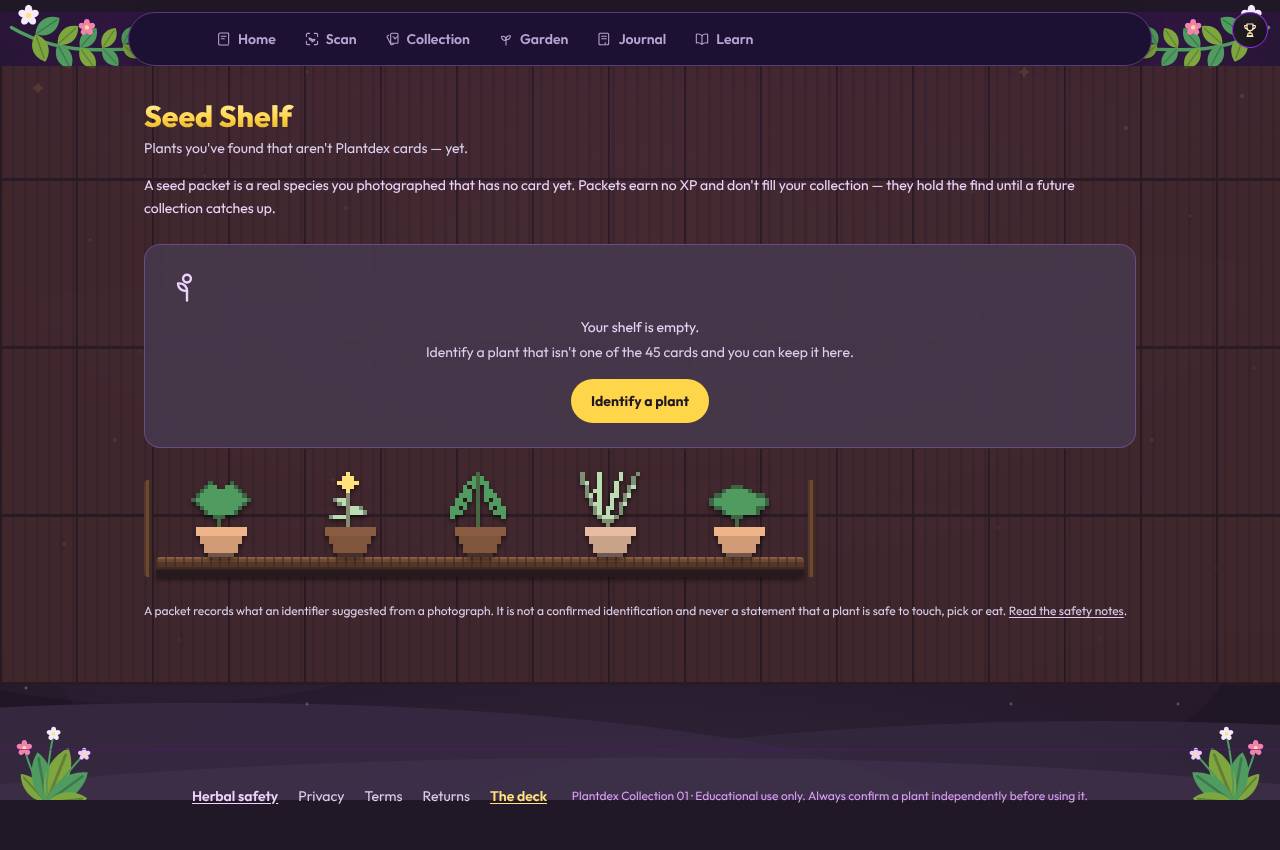 Home Scan Collection Garden Journal Learn
Seed Shelf
Plants you've found that aren't Plantdex cards — yet.
A seed packet is a real species you photographed that has no card yet. Packets earn no XP and don't fill your collection — they hold the find until a future
collection catches up.
Your shelf is empty.
Identify a plant that isn't one of the 45 cards and you can keep it here.
Identify a plant
A packet records what an identifier suggested from a photograph. It is not a confirmed identification and never a statement that a plant is safe to touch, pick or eat. Read the safety notes.
Herbal safety Privacy Terms Returns The deck Plantdex Collection 01 · Educational use only. Always confirm a plant independently before using it.